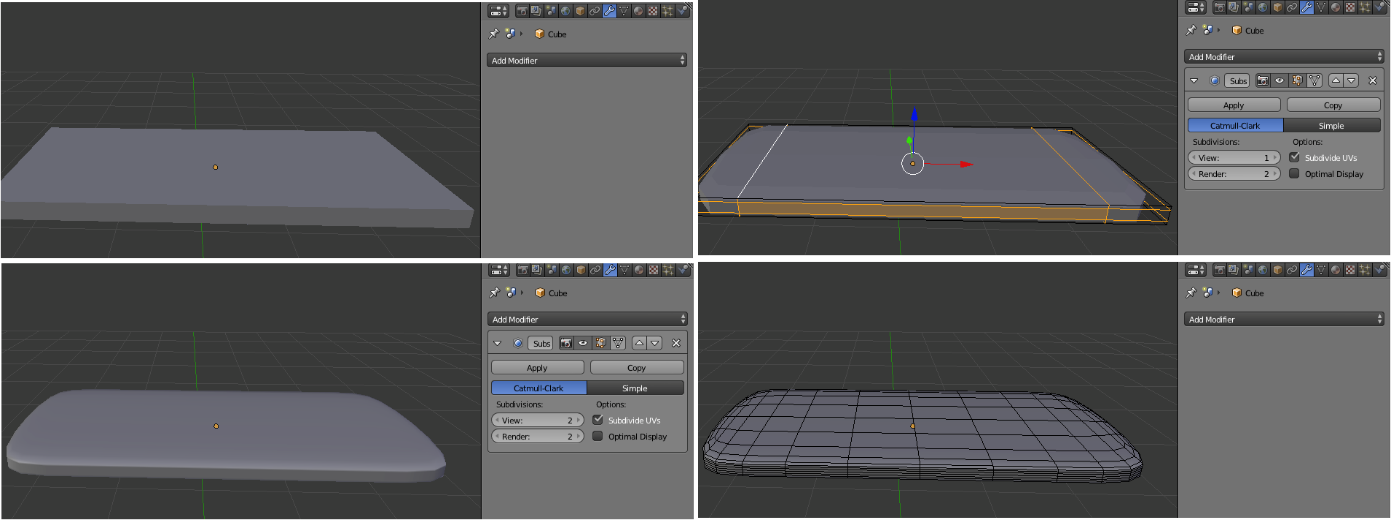 Cube
Add Modifier
Cube
Add Modifier
Subs
Apply Copy
Catmull-Clark Simple
Subdivisions: Options:
View: 1 Subdivide UVs
Render: 2 Optimal Display
Cube
Add Modifier
Subs
Apply Copy
Catmull-Clark Simple
Subdivisions: Options:
View: 2 Subdivide UVs
Render: 2 Optimal Display
Cube
Add Modifier